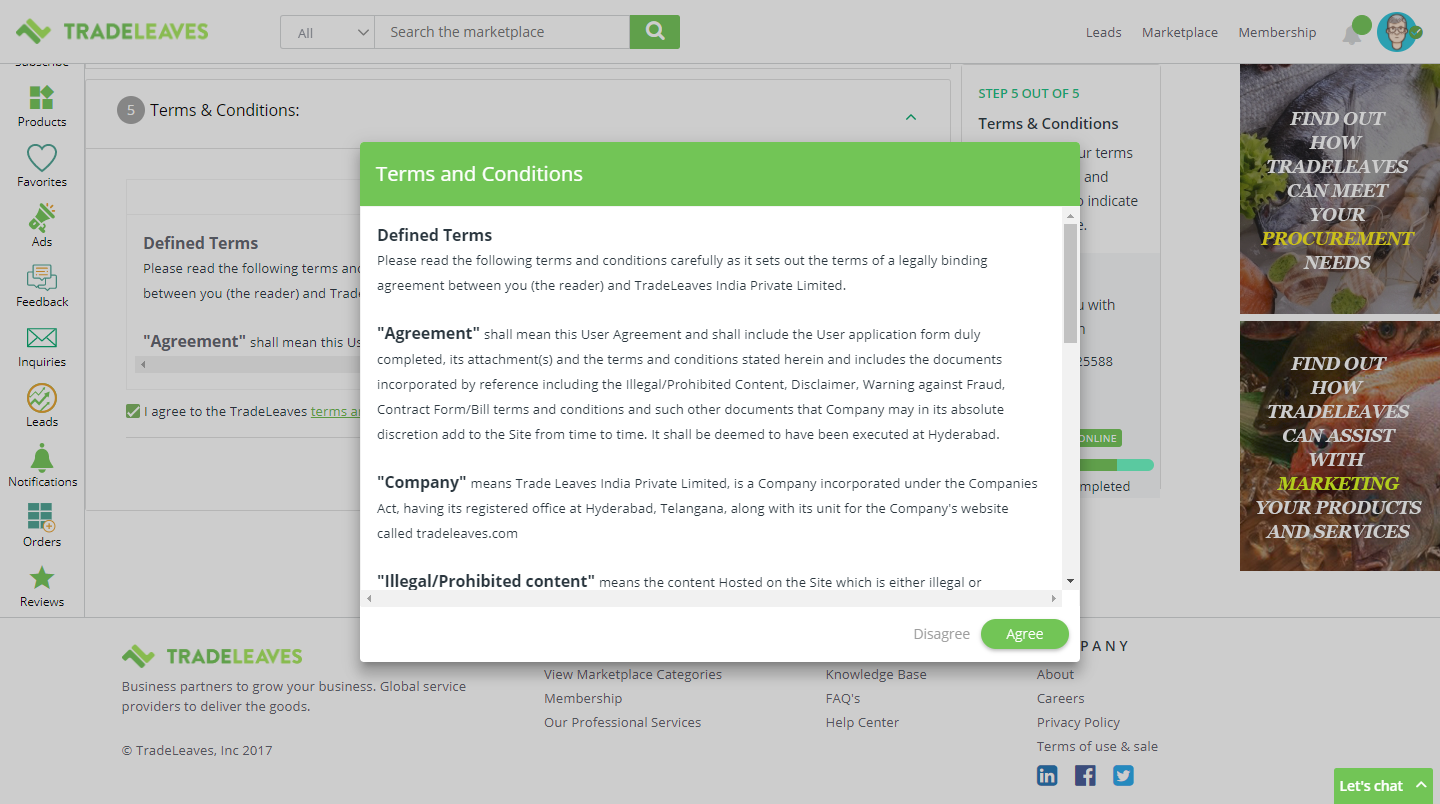 TRADELEAVES
All
Search the marketplace
Leads
Marketplace
Membership
Subscribe
Products
Favorites
Ads
Feedback
Inquiries
Leads
Notifications
Orders
Reviews
5 Terms & Conditions:
Defined Terms
Please read the following terms and
between you (the reader) and Trade
"Agreement" shall mean this Us
I agree to the TradeLeaves terms an
Terms and Conditions
Defined Terms
Please read the following terms and conditions carefully as it sets out the terms of a legally binding
agreement between you (the reader) and TradeLeaves India Private Limited.
"Agreement" shall mean this User Agreement and shall include the User application form duly
completed, its attachment(s) and the terms and conditions stated herein and includes the documents
incorporated by reference including the Illegal/Prohibited Content, Disclaimer, Warning against Fraud,
Contract Form/Bill terms and conditions and such other documents that Company may in its absolute
discretion add to the Site from time to time. It shall be deemed to have been executed at Hyderabad.
"Company" means Trade Leaves India Private Limited, is a Company incorporated under the Companies
Act, having its registered office at Hyderabad, Telangana, along with its unit for the Company's website
called tradeleaves.com
"Illegal/Prohibited content" means the content Hosted on the Site which is either illegal or
Disagree
Agree
STEP 5 OUT OF 5
Terms & Conditions
ur terms
and
o indicate
e.
u with
n
25588
ONLINE
mpleted
FIND OUT
HOW
TRADELEAVES
CAN MEET
YOUR
PROCUREMENT
NEEDS
FIND OUT
HOW
TRADELEAVES
CAN ASSIST
WITH
MARKETING
YOUR PRODUCTS
AND SERVICES
TRADELEAVES
Business partners to grow your business. Global service
providers to deliver the goods.
© TradeLeaves, Inc 2017
View Marketplace Categories
Membership
Our Professional Services
Knowledge Base
FAQ's
Help Center
PANY
About
Careers
Privacy Policy
Terms of use & sale
Let's chat